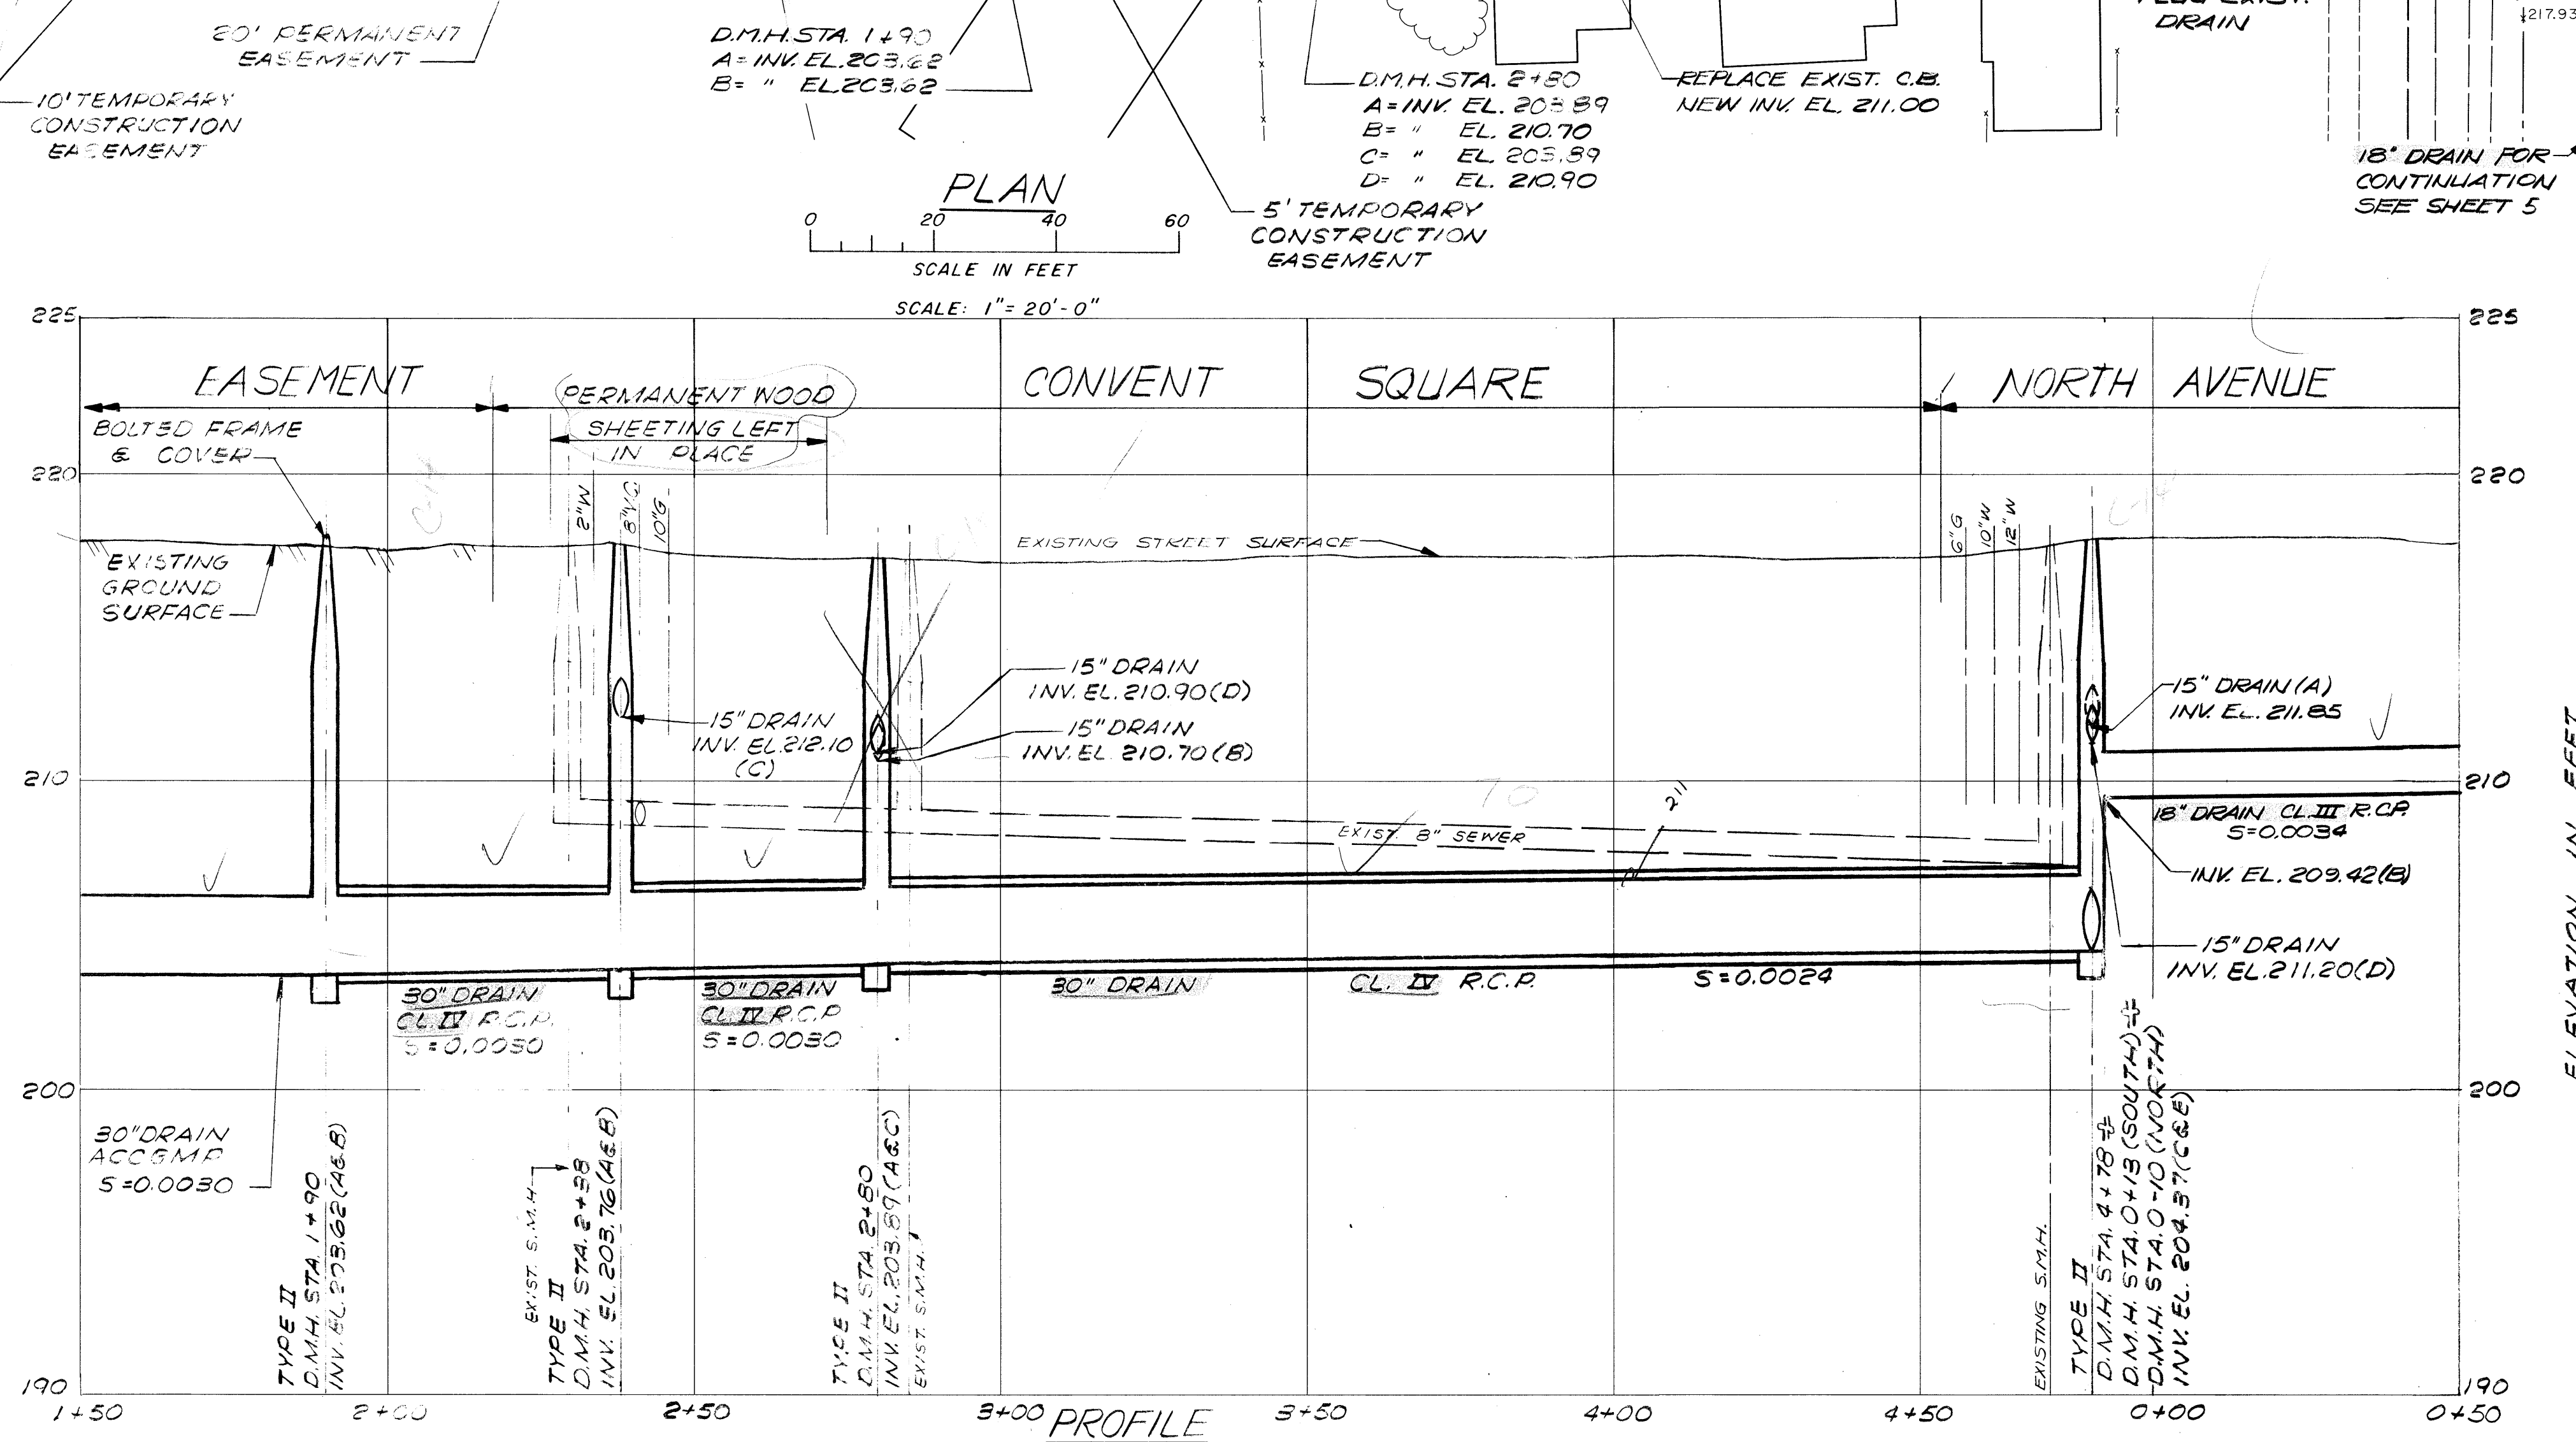 20' PERMANENT
EASEMENT
10' TEMPORARY
CONSTRUCTION
EASEMENT
D.M.H. STA. 1+90
A= INV. EL. 203.62
B= " EL. 203.62
D.M.H. STA. 2+80
A= INV. EL. 203.89
B= " EL. 210.70
C= " EL. 203.89
D= " EL. 210.90
REPLACE EXIST. C.B.
NEW INV. EL. 211.00
DRAIN
217.93
18" DRAIN FOR
CONTINUATION
SEE SHEET 5
5' TEMPORARY
CONSTRUCTION
EASEMENT
PLAN
0 20 40 60
SCALE IN FEET
SCALE: 1" = 20'-0"
225
225
EASEMENT
CONVENT SQUARE
NORTH AVENUE
PERMANENT WOOD
SHEETING LEFT
IN PLACE
BOLTED FRAME
& COVER
220
220
2"W
8"VC
10"G
6"G
10"W
12"W
EXISTING STREET SURFACE
EXISTING
GROUND
SURFACE
15" DRAIN
INV. EL. 212.10
(C)
15" DRAIN
INV. EL. 210.90 (D)
15" DRAIN
INV. EL. 210.70 (B)
15" DRAIN (A)
INV. EL. 211.85
210
210
70
211
EXIST. 8" SEWER
18" DRAIN CL. III R.C.P.
S=0.0034
INV. EL. 209.42 (B)
15" DRAIN
INV. EL. 211.20 (D)
30" DRAIN
CL. IV R.C.P.
S=0.0030
30" DRAIN
CL. IV R.C.P
S=0.0030
30" DRAIN CL. IV R.C.P. S=0.0024
200
200
30" DRAIN
ACCGMP
S=0.0030
TYPE II
D.M.H. STA. 1+90
INV. EL. 203.62 (A&B)
EXIST. S.M.H.
TYPE II
D.M.H. STA. 2+38
INV. EL. 203.76 (A&B)
TYPE II
D.M.H. STA. 2+80
INV. EL. 203.89 (A&C)
EXIST. S.M.H.
EXISTING S.M.H.
TYPE II
D.M.H. STA. 4+78 =
D.M.H. STA. 0+13 (SOUTH) =
D.M.H. STA. 0-10 (NORTH)
INV. EL. 204.37 (C&E)
ELEVATION IN FEET
190
190
1+50 2+00 2+50 3+00 3+50 4+00 4+50 0+00 0+50
PROFILE